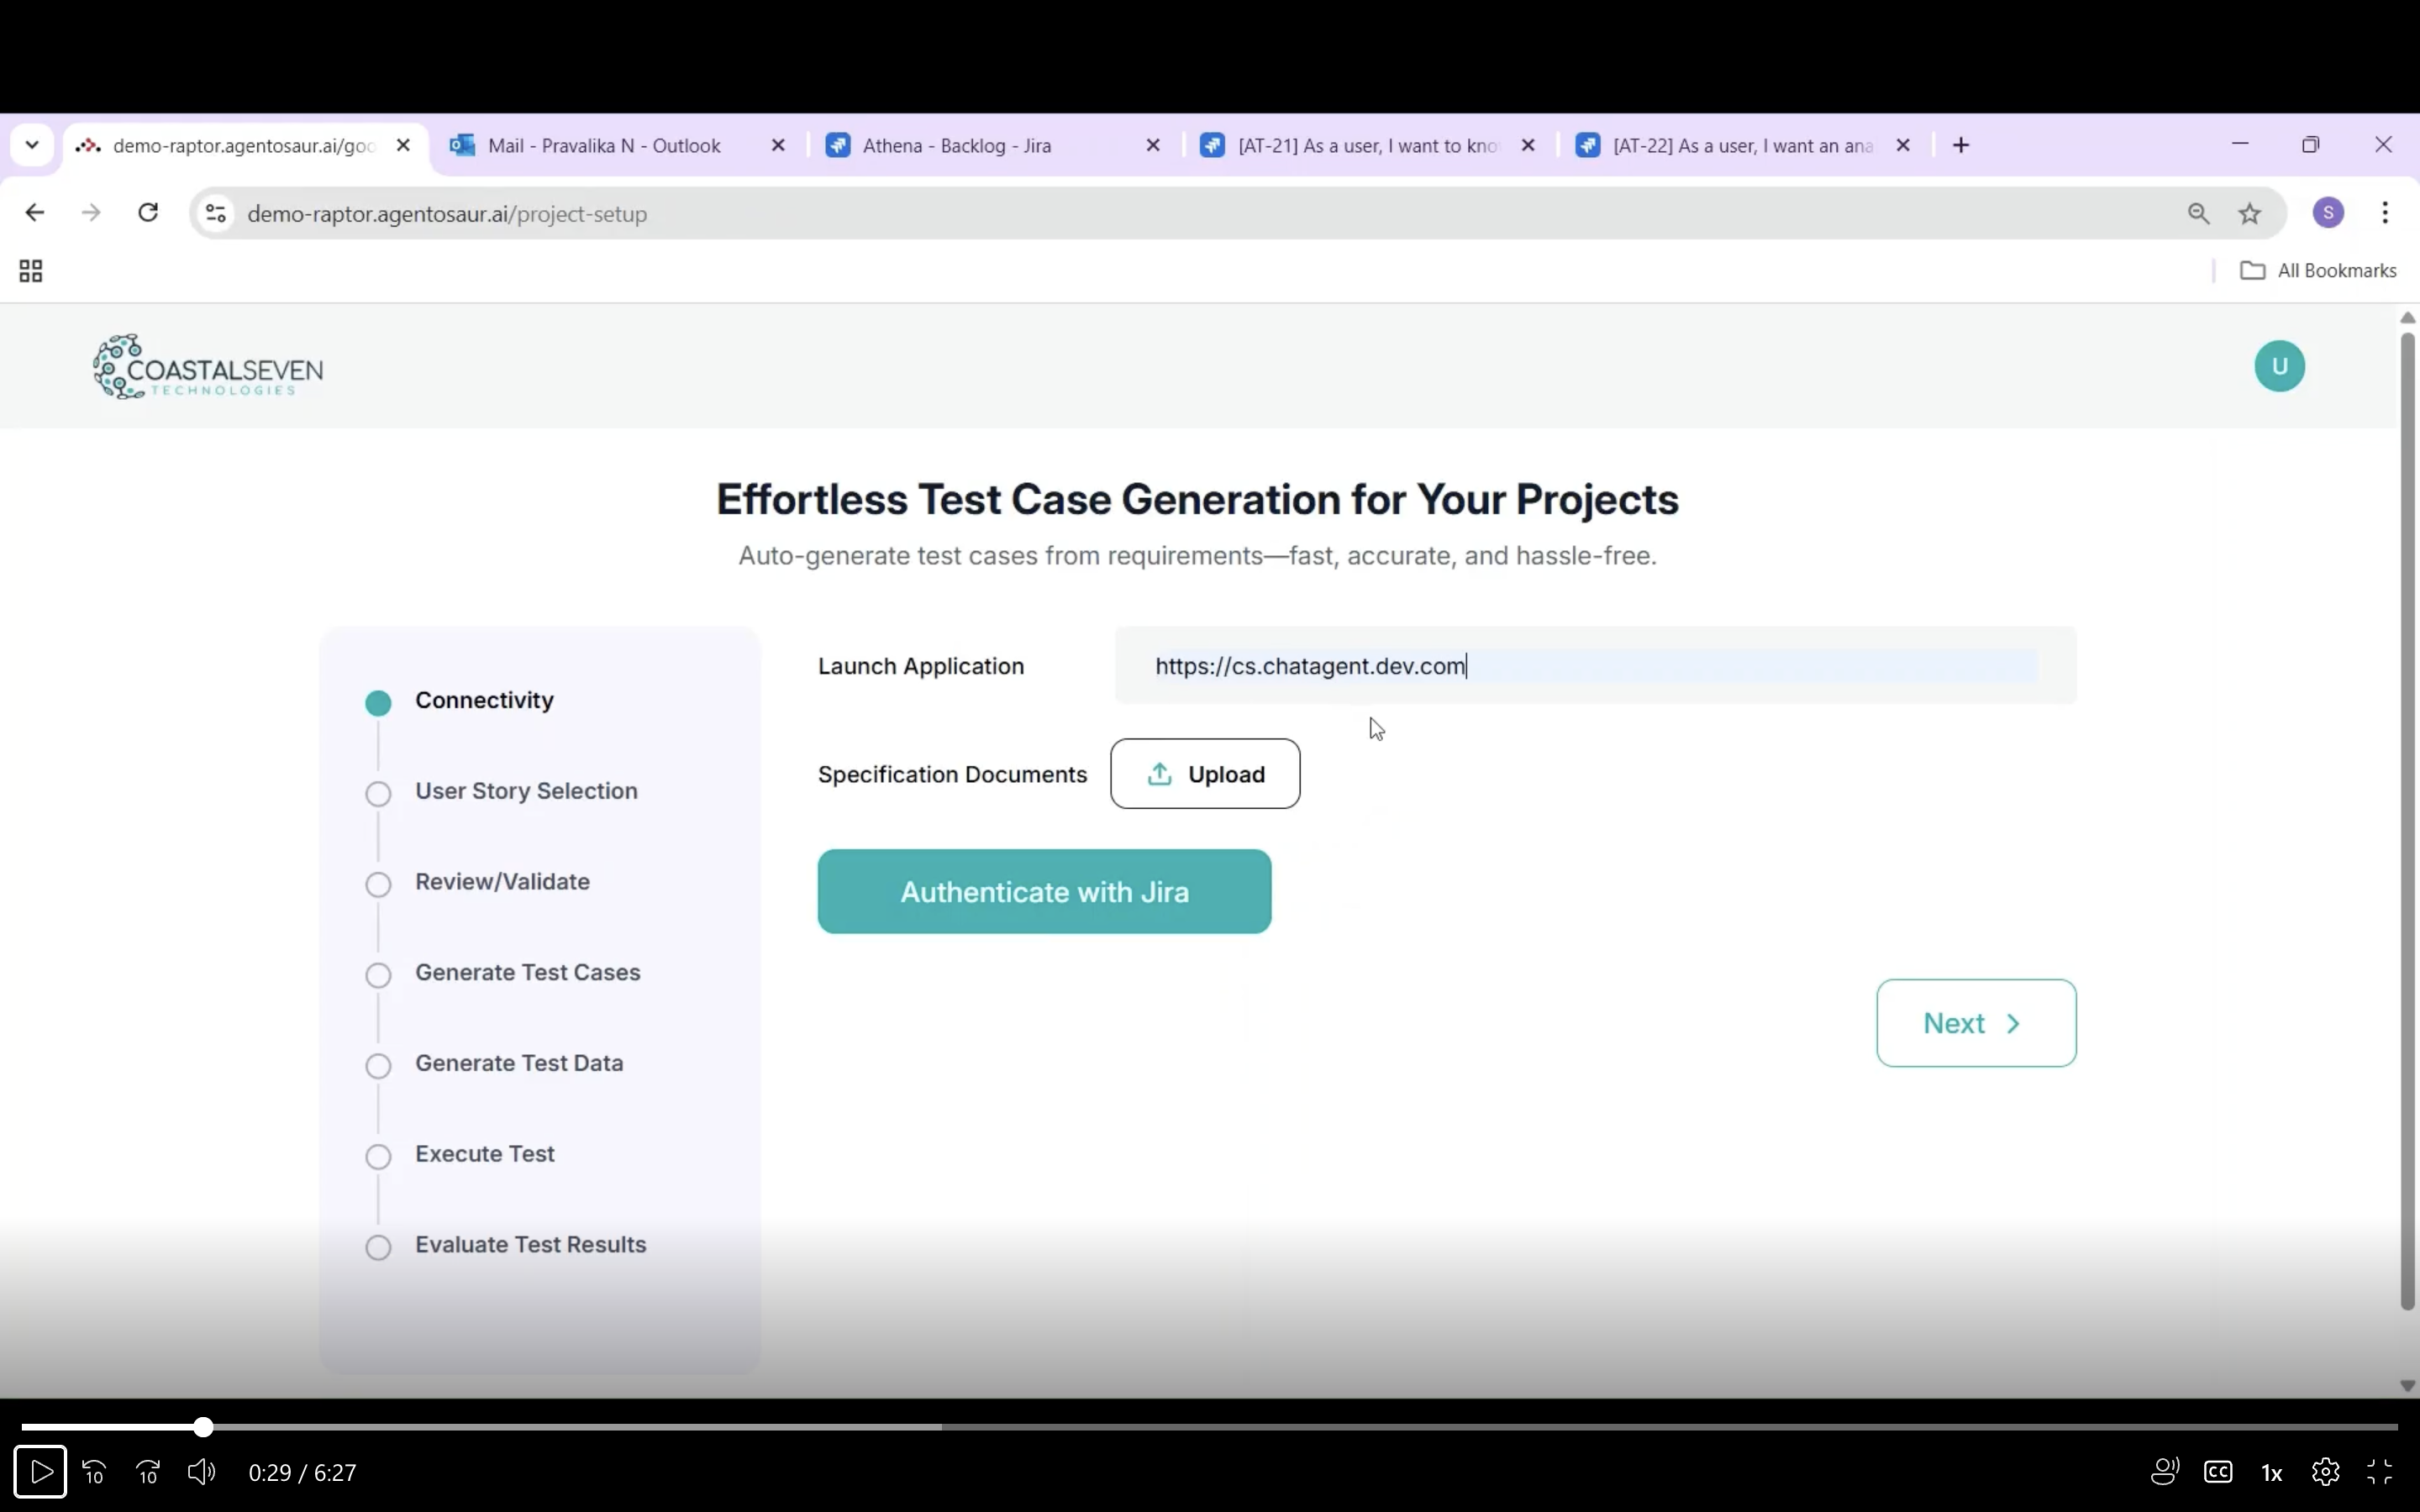 demo-raptor.agentosaur.ai/goo
Mail - Pravalika N - Outlook
Athena - Backlog - Jira
[AT-21] As a user, I want to kno
[AT-22] As a user, I want an ana
demo-raptor.agentosaur.ai/project-setup
S
All Bookmarks
COASTALSEVEN
TECHNOLOGIES
U
Effortless Test Case Generation for Your Projects
Auto-generate test cases from requirements—fast, accurate, and hassle-free.
Connectivity
User Story Selection
Review/Validate
Generate Test Cases
Generate Test Data
Execute Test
Evaluate Test Results
Launch Application
https://cs.chatagent.dev.com
Specification Documents
Upload
Authenticate with Jira
Next
10
10
0:29 / 6:27
CC
1x